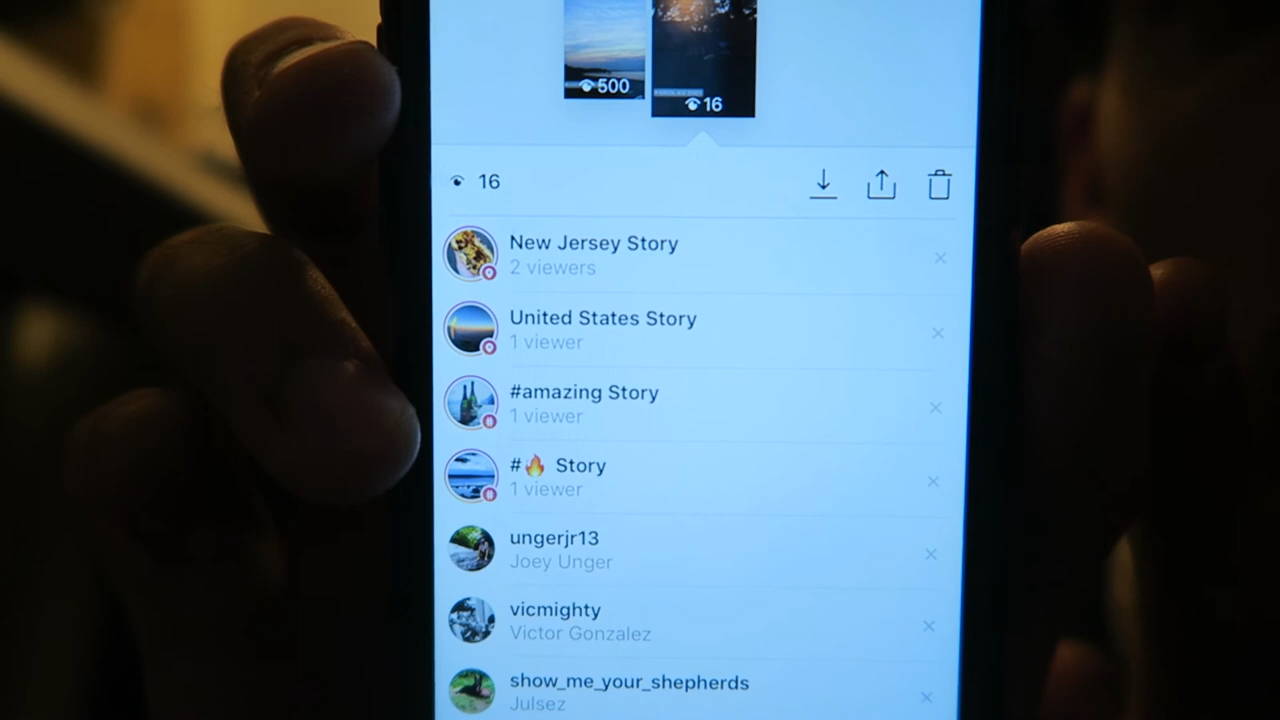 500
16
16
New Jersey Story
2 viewers
United States Story
1 viewer
#amazing Story
1 viewer
#🔥 Story
1 viewer
ungerjr13
Joey Unger
vicmighty
Victor Gonzalez
show_me_your_shepherds
Julsez